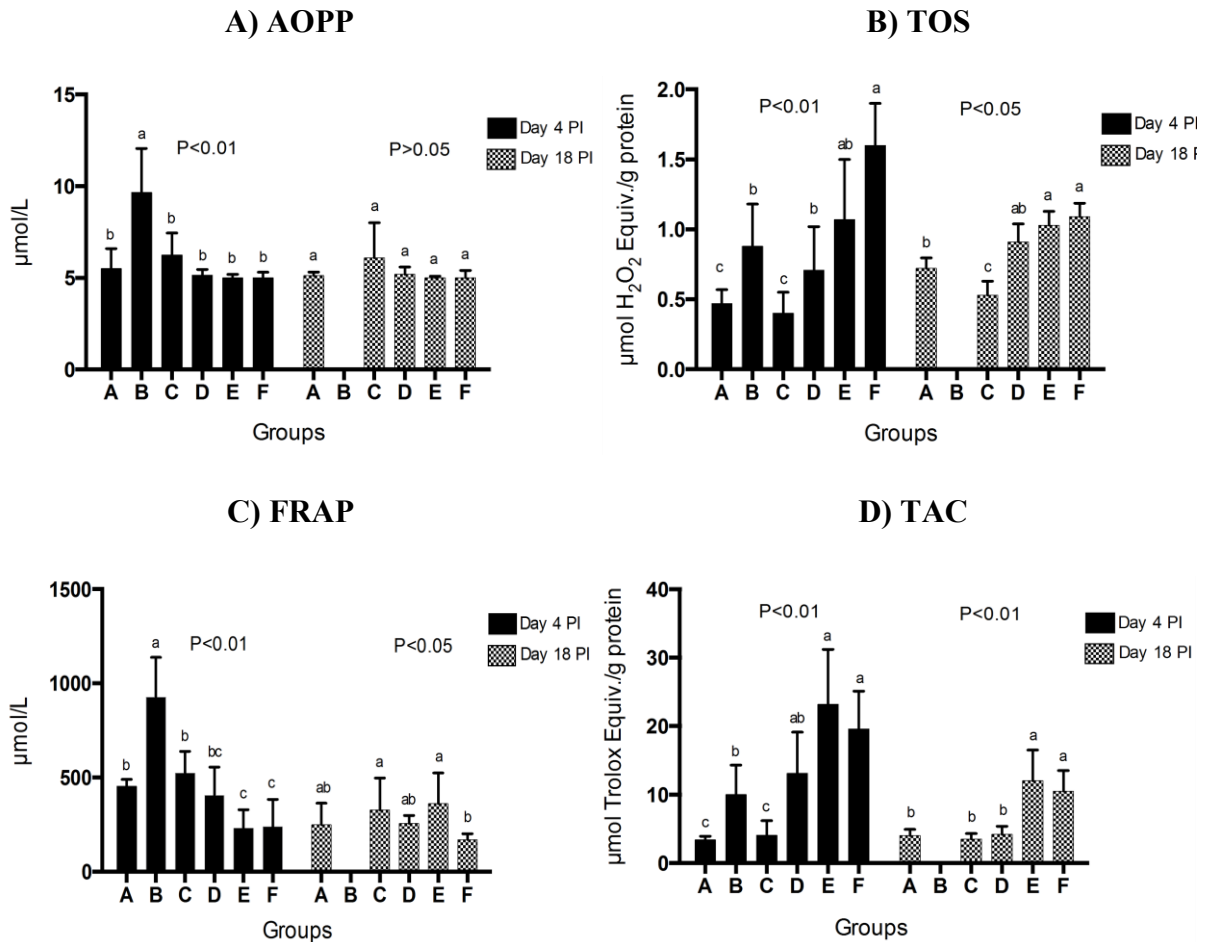 A) AOPP
15
10
5
0
μmol/L
a
P<0.01
P>0.05
b
b
b
b
b
a
a
a
a
a
Day 4 PI
Day 18 PI
A B C D E F A B C D E F
Groups
B) TOS
2.0
1.5
1.0
0.5
0.0
μmol H₂O₂ Equiv./g protein
P<0.01
P<0.05
c
b
c
b
ab
a
b
c
ab
a
a
Day 4 PI
Day 18 P
A B C D E F A B C D E F
Groups
C) FRAP
1500
1000
500
0
μmol/L
P<0.01
P<0.05
b
a
b
bc
c
c
ab
a
ab
a
b
Day 4 PI
Day 18 PI
A B C D E F A B C D E F
Groups
D) TAC
40
30
20
10
0
μmol Trolox Equiv./g protein
P<0.01
P<0.01
c
b
c
ab
a
a
b
b
b
a
a
Day 4 PI
Day 18 PI
A B C D E F A B C D E F
Groups